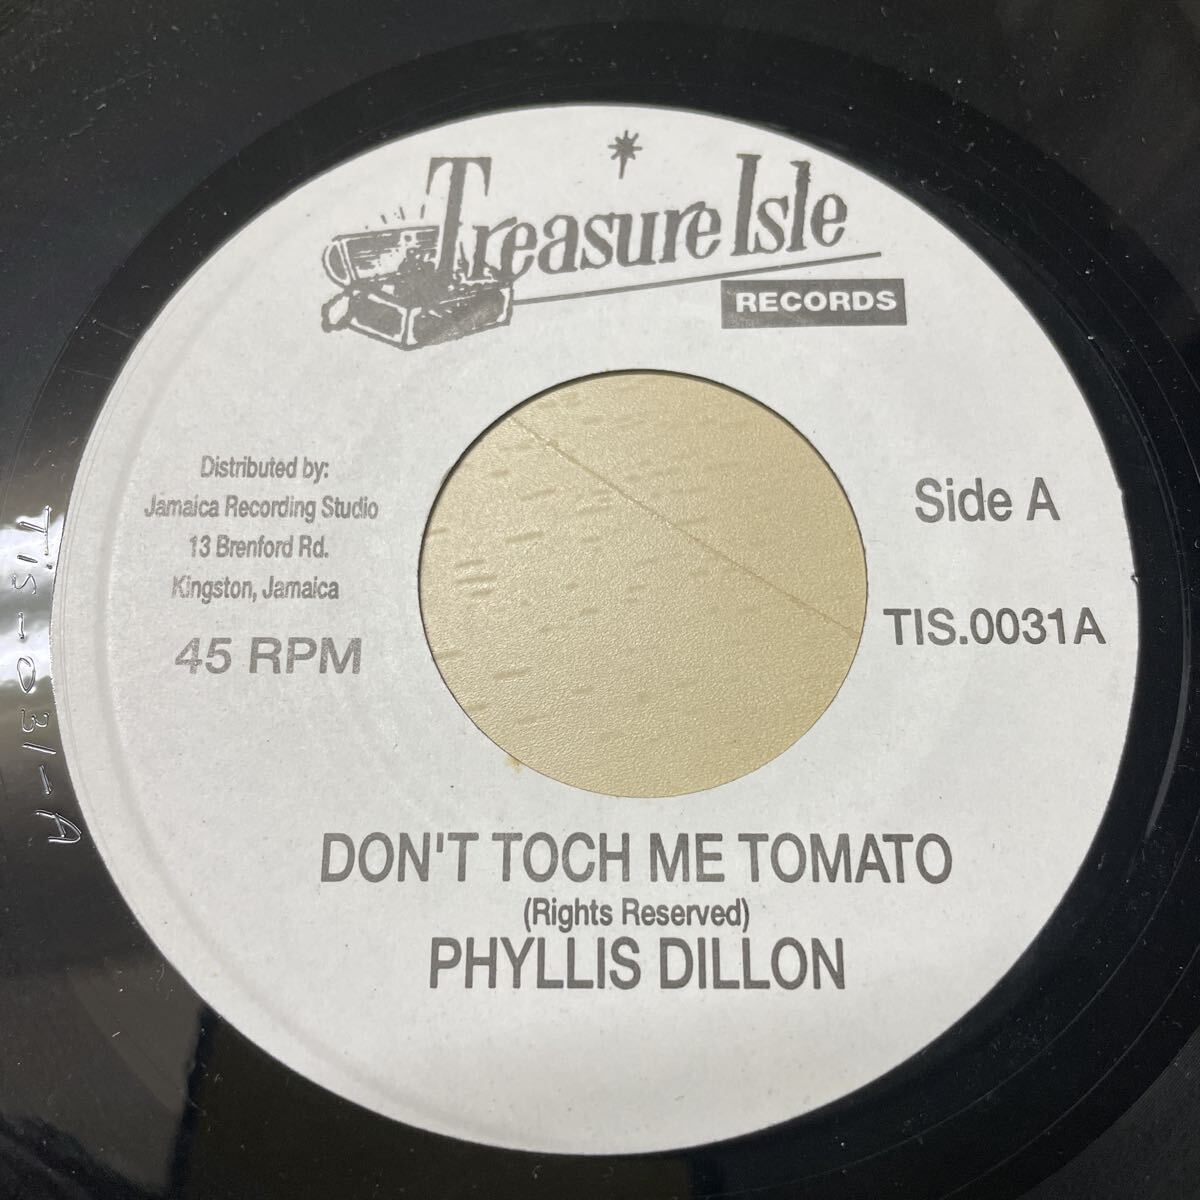 Treasure Isle
RECORDS
Distributed by:
Jamaica Recording Studio
13 Brenford Rd.
Kingston, Jamaica
45 RPM
Side A
TIS.0031A
DON'T TOCH ME TOMATO
(Rights Reserved)
PHYLLIS DILLON
TIS-031-A